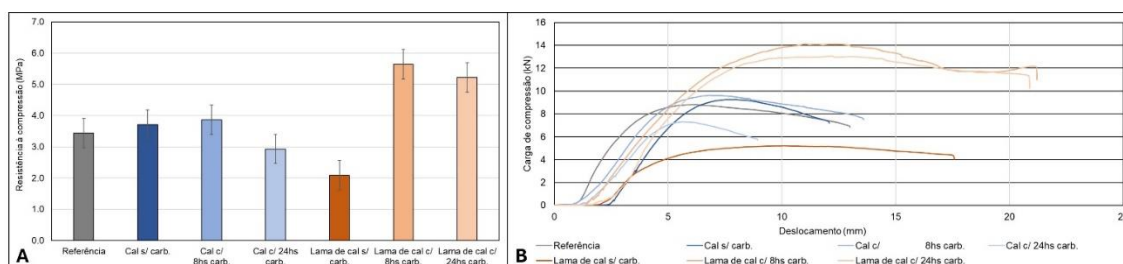 7.0
6.0
5.0
4.0
3.0
2.0
1.0
0.0
Resistência à compressão (MPa)
A
Referência
Cal s/ carb.
Cal c/
8hs carb.
Cal c/ 24hs
carb.
Lama de cal s/
carb.
Lama de cal c/
8hs carb.
Lama de cal
c/ 24hs carb.
16
14
12
10
8
6
4
2
0
Carga de compressão (kN)
0 5 10 15 20 25
Deslocamento (mm)
B
Referência Cal s/ carb. Cal c/ 8hs carb. Cal c/ 24hs carb.
Lama de cal s/ carb. Lama de cal c/ 8hs carb. Lama de cal c/ 24hs carb.